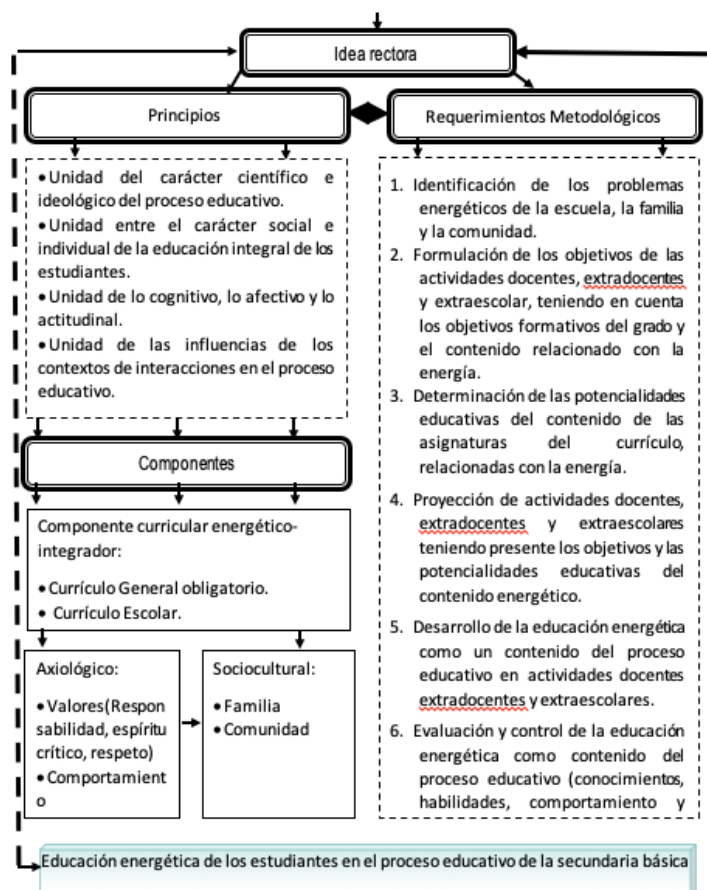 Idea rectora
Principios
Requerimientos Metodológicos
• Unidad del carácter científico e
ideológico del proceso educativo.
• Unidad entre el carácter social e
individual de la educación integral de los
estudiantes.
• Unidad de lo cognitivo, lo afectivo y lo
actitudinal.
• Unidad de las influencias de los
contextos de interacciones en el proceso
educativo.
Componentes
Componente curricular energético-
integrador:
• Currículo General obligatorio.
• Currículo Escolar.
Axiológico:
• Valores(Respon
sabilidad, espíritu
crítico, respeto)
• Comportamient
o
Sociocultural:
• Familia
• Comunidad
1. Identificación de los problemas
energéticos de la escuela, la familia
y la comunidad.
2. Formulación de los objetivos de las
actividades docentes, extradocentes
y extraescolar, teniendo en cuenta
los objetivos formativos del grado y
el contenido relacionado con la
energía.
3. Determinación de las potencialidades
educativas del contenido de las
asignaturas del currículo,
relacionadas con la energía.
4. Proyección de actividades docentes,
extradocentes y extraescolares
teniendo presente los objetivos y las
potencialidades educativas del
contenido energético.
5. Desarrollo de la educación energética
como un contenido del proceso
educativo en actividades docentes
extradocentes y extraescolares.
6. Evaluación y control de la educación
energética como contenido del
proceso educativo (conocimientos,
habilidades, comportamiento y
Educación energética de los estudiantes en el proceso educativo de la secundaria básica